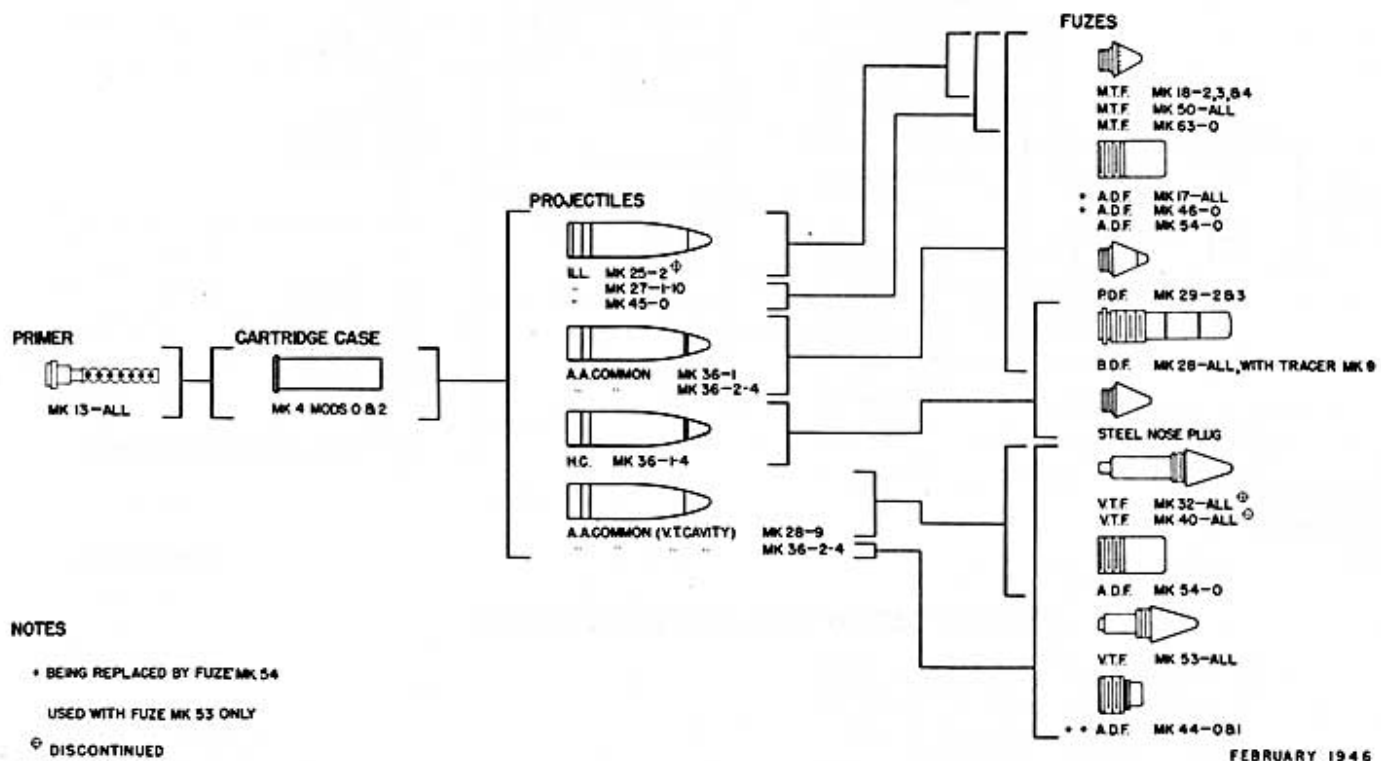 PRIMER
MK 13-ALL
CARTRIDGE CASE
MK 4 MODS 0 & 2
PROJECTILES
ILL. MK 25-2 ⊕
" MK 27-1-10
" MK 45-0
A.A.COMMON MK 36-1
" " MK 36-2-4
H.C. MK 36-1-4
A.A.COMMON (V.T.CAVITY) MK 28-9
" " " " MK 36-2-4
FUZES
M.T.F. MK 18-2,3,&4
M.T.F. MK 50-ALL
M.T.F. MK 63-0
+ A.D.F. MK 17-ALL
+ A.D.F. MK 46-0
A.D.F. MK 54-0
P.D.F. MK 29-2&3
B.D.F. MK 28-ALL, WITH TRACER MK 9
STEEL NOSE PLUG
V.T.F. MK 32-ALL ⊕
V.T.F. MK 40-ALL ⊖
A.D.F. MK 54-0
V.T.F. MK 53-ALL
+ + A.D.F. MK 44-0&1
NOTES
+ BEING REPLACED BY FUZE MK 54
USED WITH FUZE MK 53 ONLY
⊖ DISCONTINUED
FEBRUARY 1946